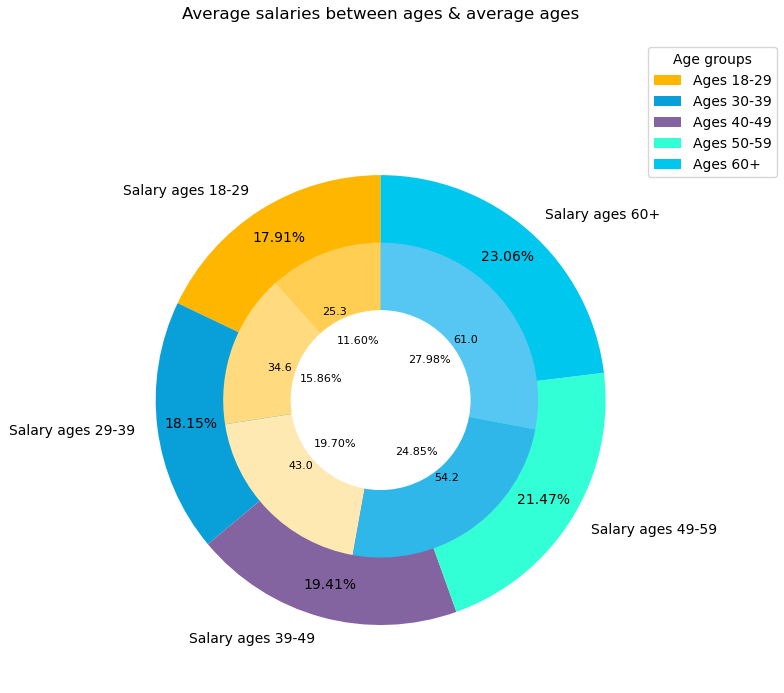 Average salaries between ages & average ages
Age groups
Ages 18-29
Ages 30-39
Ages 40-49
Ages 50-59
Ages 60+
Salary ages 18-29
Salary ages 60+
17.91%
23.06%
25.3
61.0
11.60%
27.98%
34.6
15.86%
18.15%
Salary ages 29-39
19.70%
24.85%
43.0
54.2
21.47%
Salary ages 49-59
19.41%
Salary ages 39-49